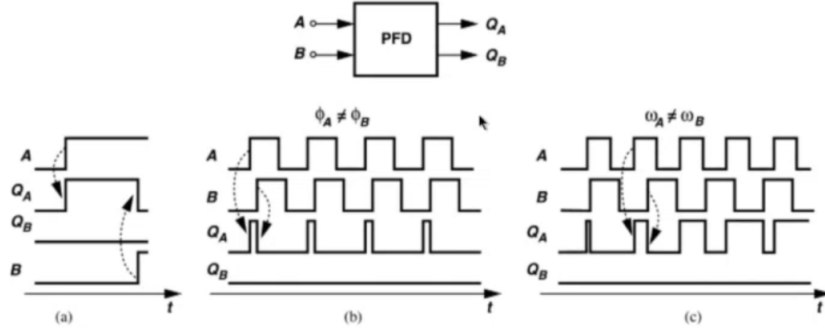 A PFD Q_A
B Q_B
ϕ_A ≠ ϕ_B
ω_A ≠ ω_B
A
Q_A
Q_B
B
t
(a)
A
B
Q_A
Q_B
t
(b)
A
B
Q_A
Q_B
t
(c)